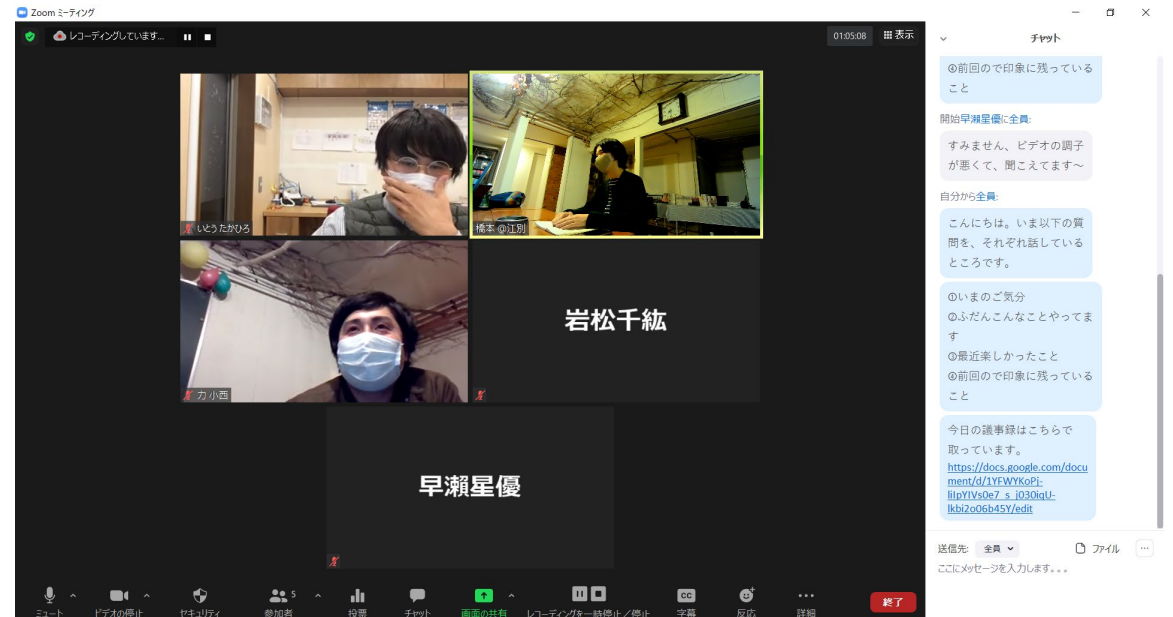 Zoom ミーティング
レコーディングしています...
01:05:08
表示
いとうたかひろ
橋本 @江別
力 小西
岩松千紘
早瀬星優
ミュート
ビデオの停止
セキュリティ
5
参加者
投票
チャット
画面の共有
レコーディングを一時停止／停止
CC
字幕
反応
詳細
終了
チャット
④前回ので印象に残っている
こと
開始早瀬星優に全員:
すみません、ビデオの調子
が悪くて、聞こえてます〜
自分から全員:
こんにちは。いま以下の質
問を、それぞれ話している
ところです。
①いまのご気分
②ふだんこんなことやってま
す
③最近楽しかったこと
④前回ので印象に残っている
こと
今日の議事録はこちらで
取っています。
https://docs.google.com/docu
ment/d/1YFWYKoPj-
liIpYIVs0e7_s_j030iqU-
lkbi2o06b45Y/edit
送信先: 全員
ファイル
ここにメッセージを入力します。。。